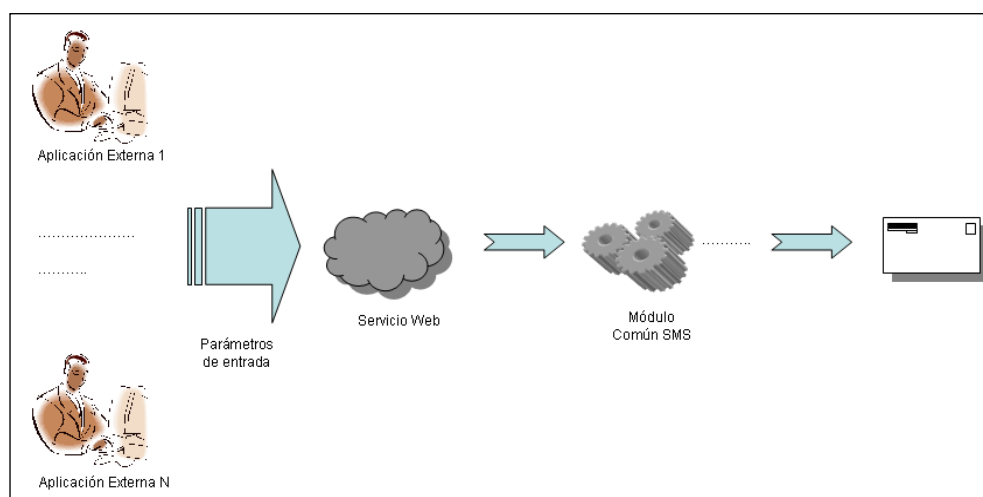 Aplicación Externa 1
Parámetros
de entrada
Servicio Web
Módulo
Común SMS
Aplicación Externa N